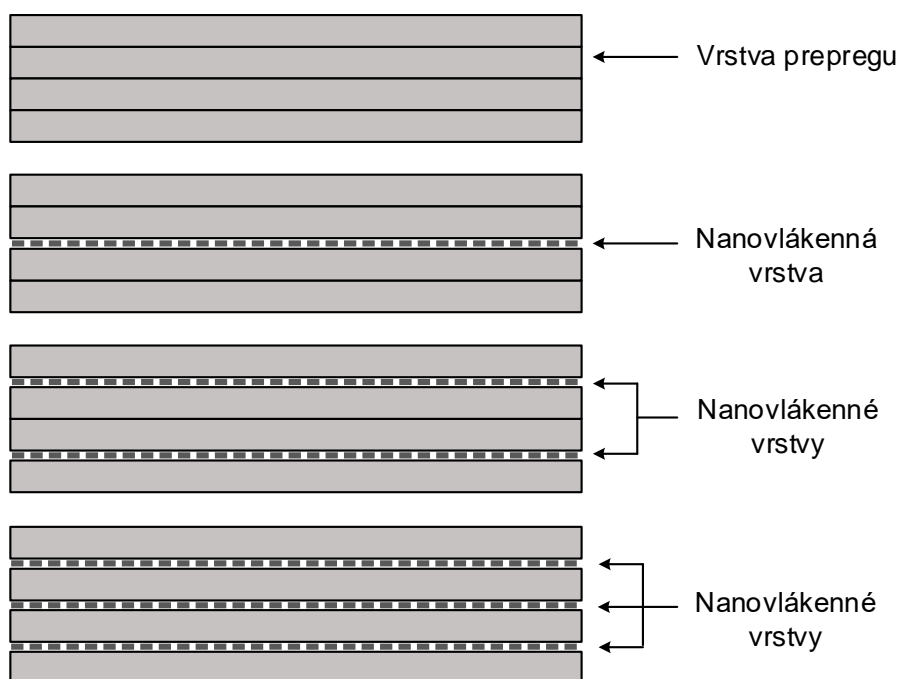 Vrstva prepregu
Nanovlákenná
vrstva
Nanovlákenné
vrstvy
Nanovlákenné
vrstvy